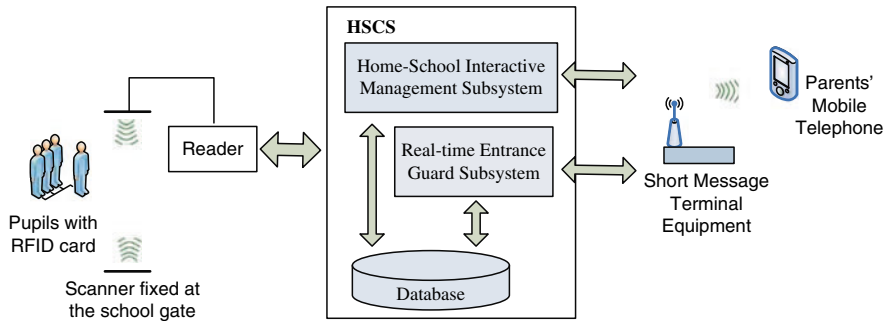 HSCS
Home-School Interactive
Management Subsystem
Real-time Entrance
Guard Subsystem
Database
Reader
Pupils with
RFID card
Scanner fixed at
the school gate
Short Message
Terminal
Equipment
Parents'
Mobile
Telephone